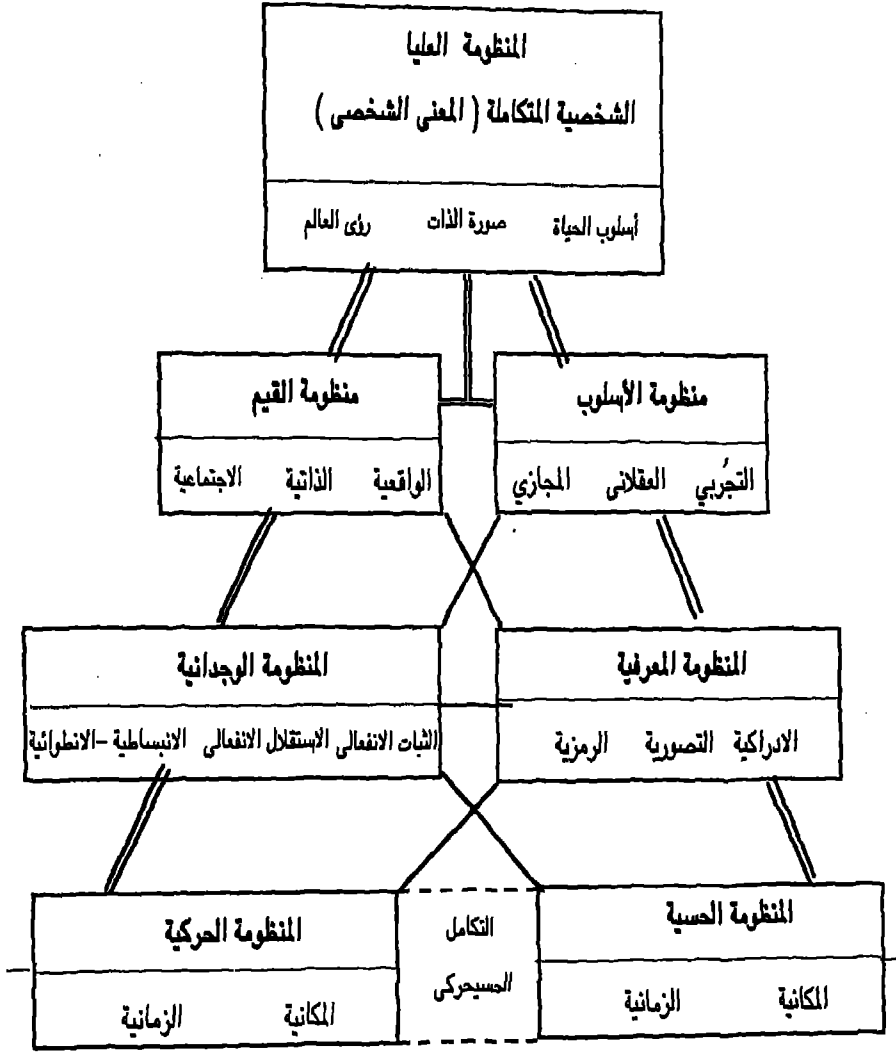 المنظومة العليا
الشخصية المتكاملة ( المعنى الشخصى )
أسلوب الحياة صورة الذات رؤى العالم
منظومة الأسلوب
التجُربي العقلانى المجازي
منظومة القيم
الواقعية الذاتية الاجتماعية
المنظومة المعرفية
الادراكية التصورية الرمزية
المنظومة الوجدانية
الثبات الانفعالى الاستقلال الانفعالى الانبساطية – الانطوائية
المنظومة الحسية
المكانية الزمانية
التكامل
الحسيحركى
المنظومة الحركية
المكانية الزمانية